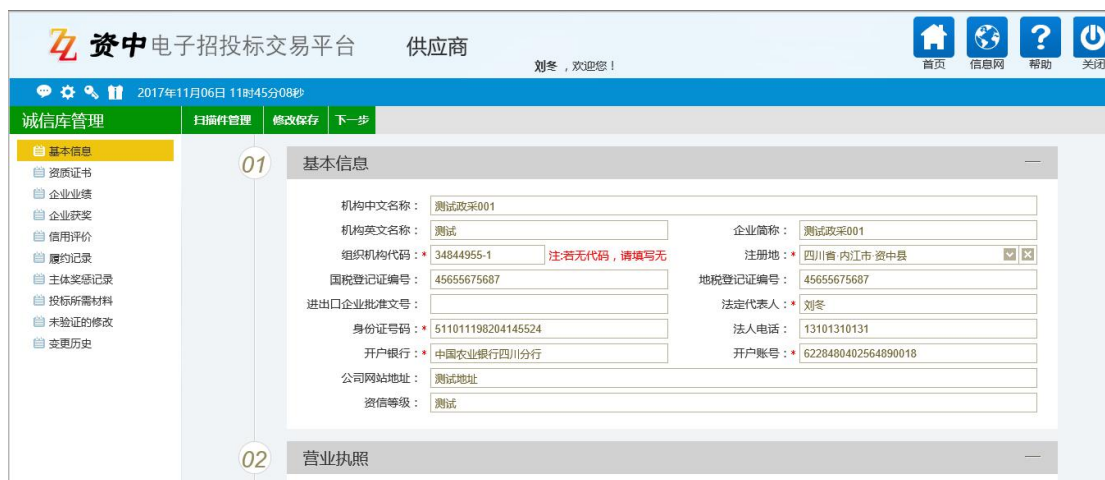 资中电子招投标交易平台 供应商
刘冬 ，欢迎您！
首页 信息网 帮助 关闭
2017年11月06日 11时45分08秒
诚信库管理 扫描件管理 修改保存 下一步
基本信息
资质证书
企业业绩
企业获奖
信用评价
履约记录
主体奖惩记录
投标所需材料
未验证的修改
变更历史
01 基本信息
机构中文名称： 测试政采001
机构英文名称： 测试 企业简称： 测试政采001
组织机构代码：* 34844955-1 注:若无代码，请填写无 注册地：* 四川省·内江市·资中县
国税登记证编号： 45655675687 地税登记证编号： 45655675687
进出口企业批准文号： 法定代表人：* 刘冬
身份证号码：* 511011198204145524 法人电话： 13101310131
开户银行：* 中国农业银行四川分行 开户账号：* 6228480402564890018
公司网站地址： 测试地址
资信等级： 测试
02 营业执照